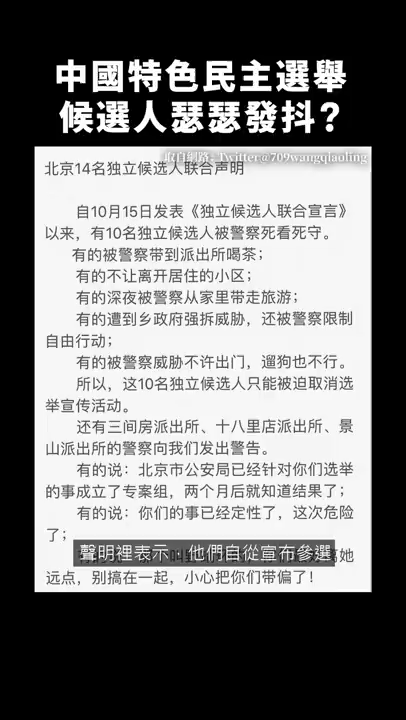 中國特色民主選舉
候選人瑟瑟發抖？
取自網路-Twitter@709wangqiaoling
北京14名独立候选人联合声明
自10月15日发表《独立候选人联合宣言》
以来，有10名独立候选人被警察死看死守。
有的被警察带到派出所喝茶；
有的不让离开居住的小区；
有的深夜被警察从家里带走旅游；
有的遭到乡政府强拆威胁，还被警察限制
自由行动；
有的被警察威胁不许出门，遛狗也不行。
所以，这10名独立候选人只能被迫取消选
举宣传活动。
还有三间房派出所、十八里店派出所、景
山派出所的警察向我们发出警告。
有的说：北京市公安局已经针对你们选举
的事成立了专案组，两个月后就知道结果了；
有的说：你们的事已经定性了，这次危险
了；
聲明裡表示，他們自從宣布參選
她
远点，别搞在一起，小心把你们带偏了！